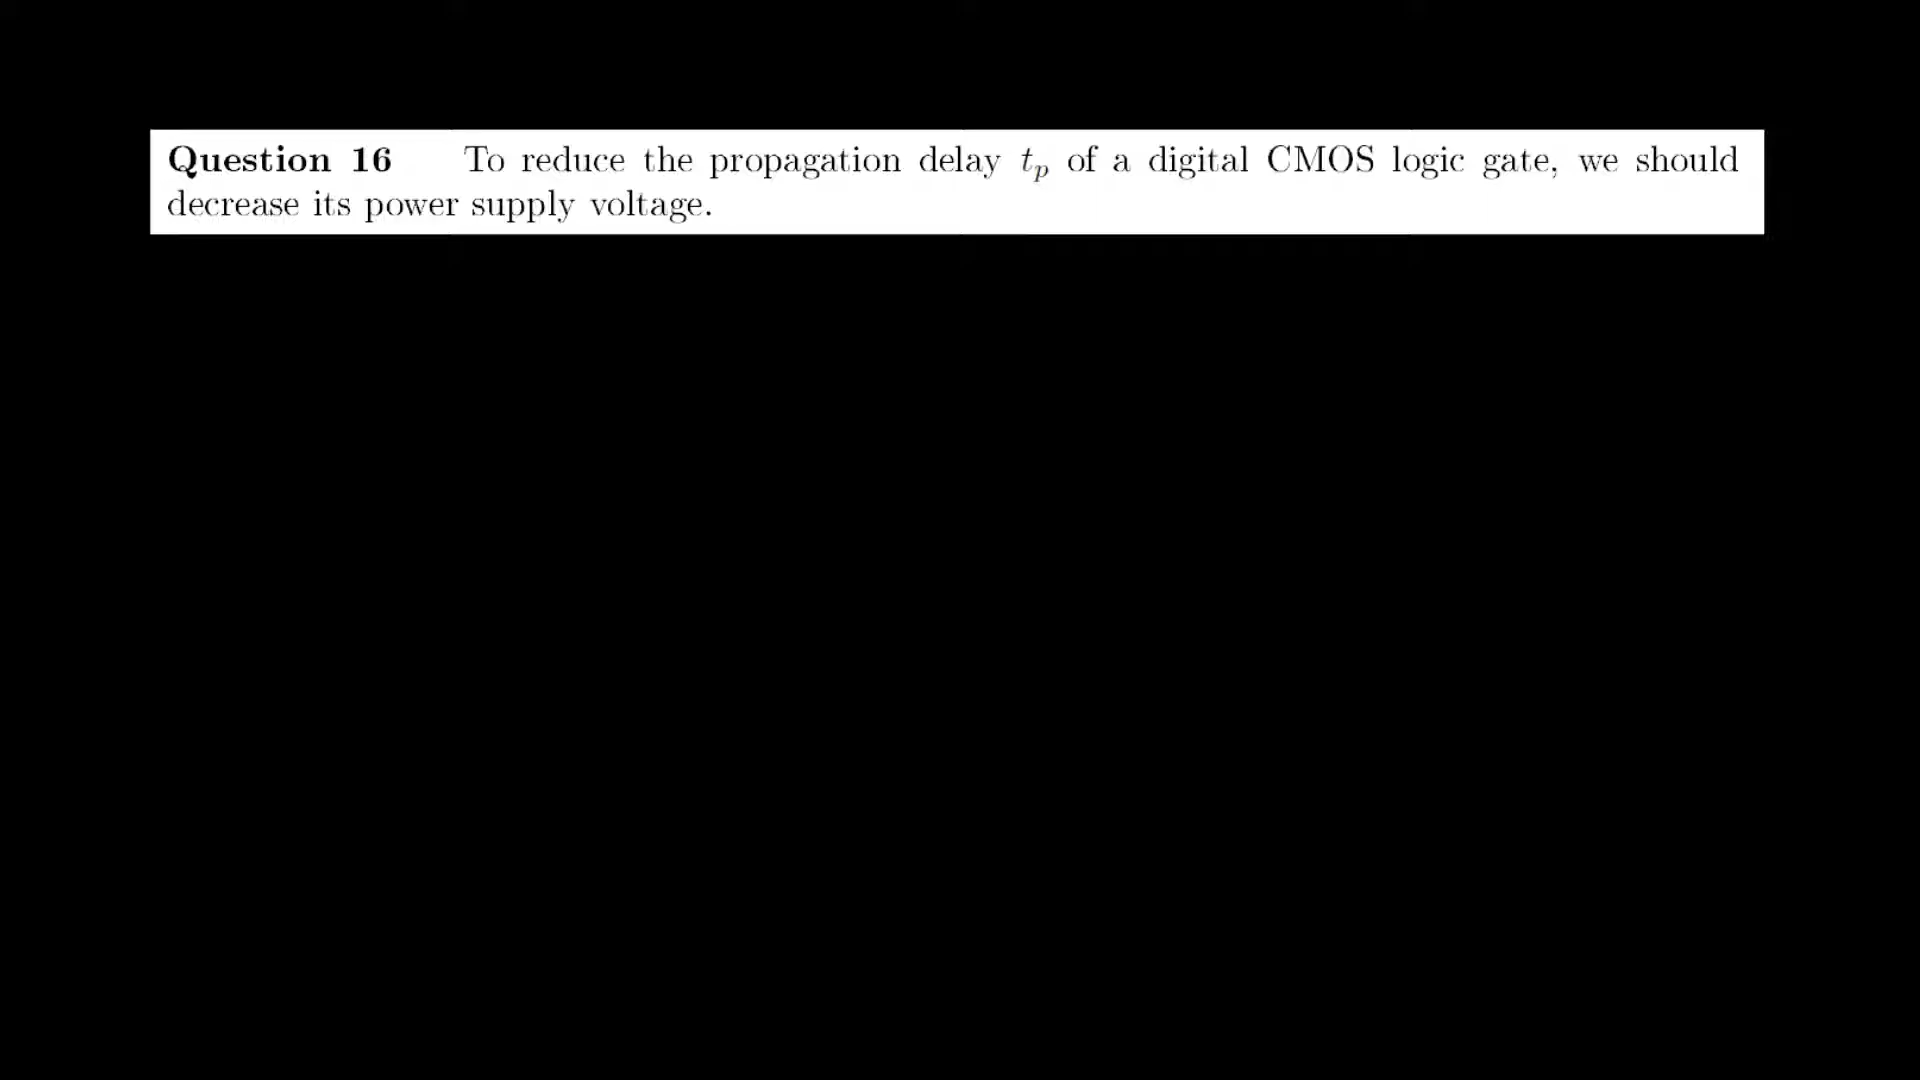 Question 16 To reduce the propagation delay t_p of a digital CMOS logic gate, we should
decrease its power supply voltage.